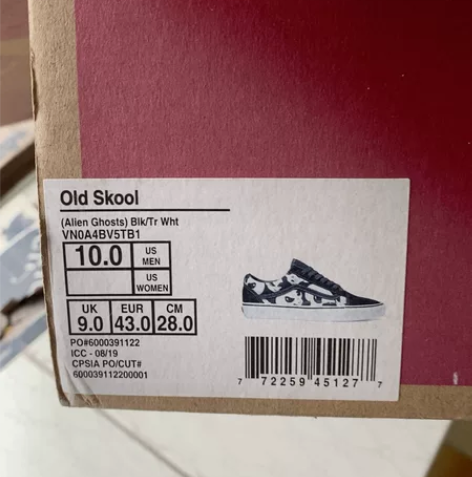 Old Skool
(Alien Ghosts) Blk/Tr Wht
VN0A4BV5TB1
10.0 US MEN
US WOMEN
UK EUR CM
9.0 43.0 28.0
PO#6000391122
ICC - 08/19
CPSIA PO/CUT#
600039112200001
7 72259 45127 7